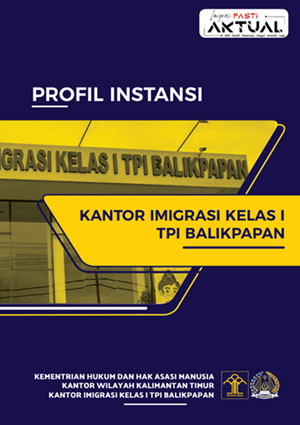 Imigrasi PASTI
AKTUAL
PROFIL INSTANSI
IGRASI KELAS I TPI BALIKPAPAN
KANTOR IMIGRASI KELAS I
TPI BALIKPAPAN
KEMENTRIAN HUKUM DAN HAK ASASI MANUSIA
KANTOR WILAYAH KALIMANTAN TIMUR
KANTOR IMIGRASI KELAS I TPI BALIKPAPAN